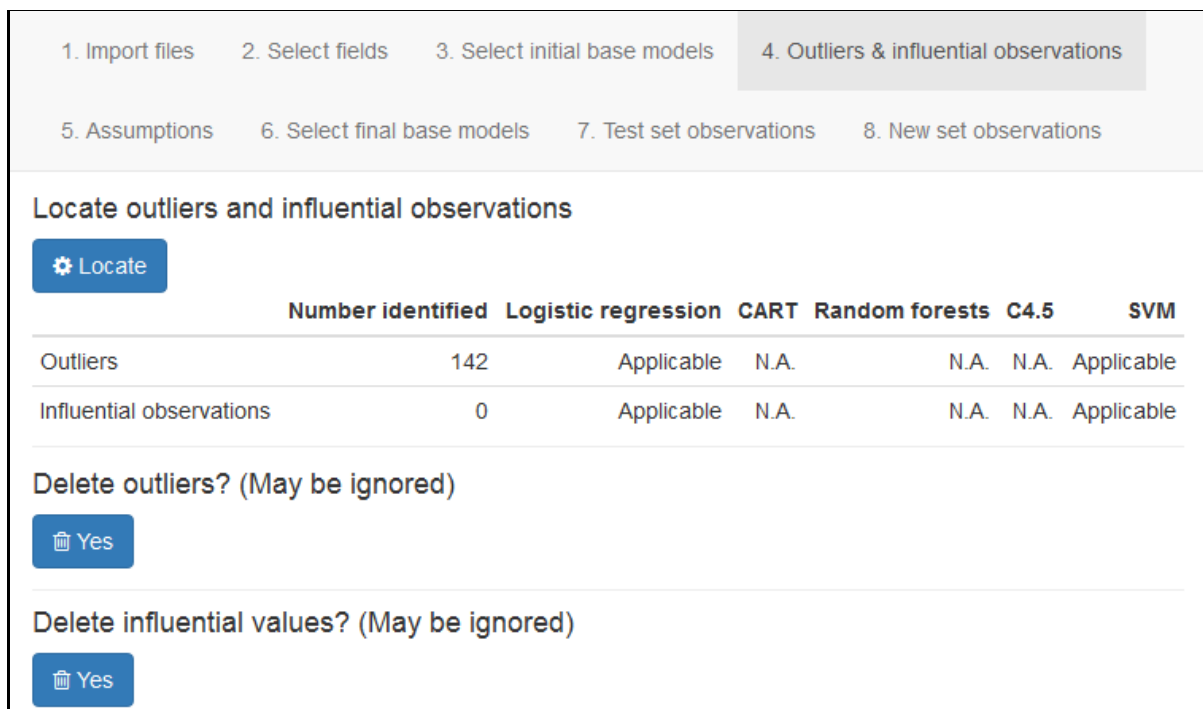 1. Import files 2. Select fields 3. Select initial base models 4. Outliers & influential observations
5. Assumptions 6. Select final base models 7. Test set observations 8. New set observations
Locate outliers and influential observations
Locate
Number identified Logistic regression CART Random forests C4.5 SVM
Outliers 142 Applicable N.A. N.A. N.A. Applicable
Influential observations 0 Applicable N.A. N.A. N.A. Applicable
Delete outliers? (May be ignored)
Yes
Delete influential values? (May be ignored)
Yes